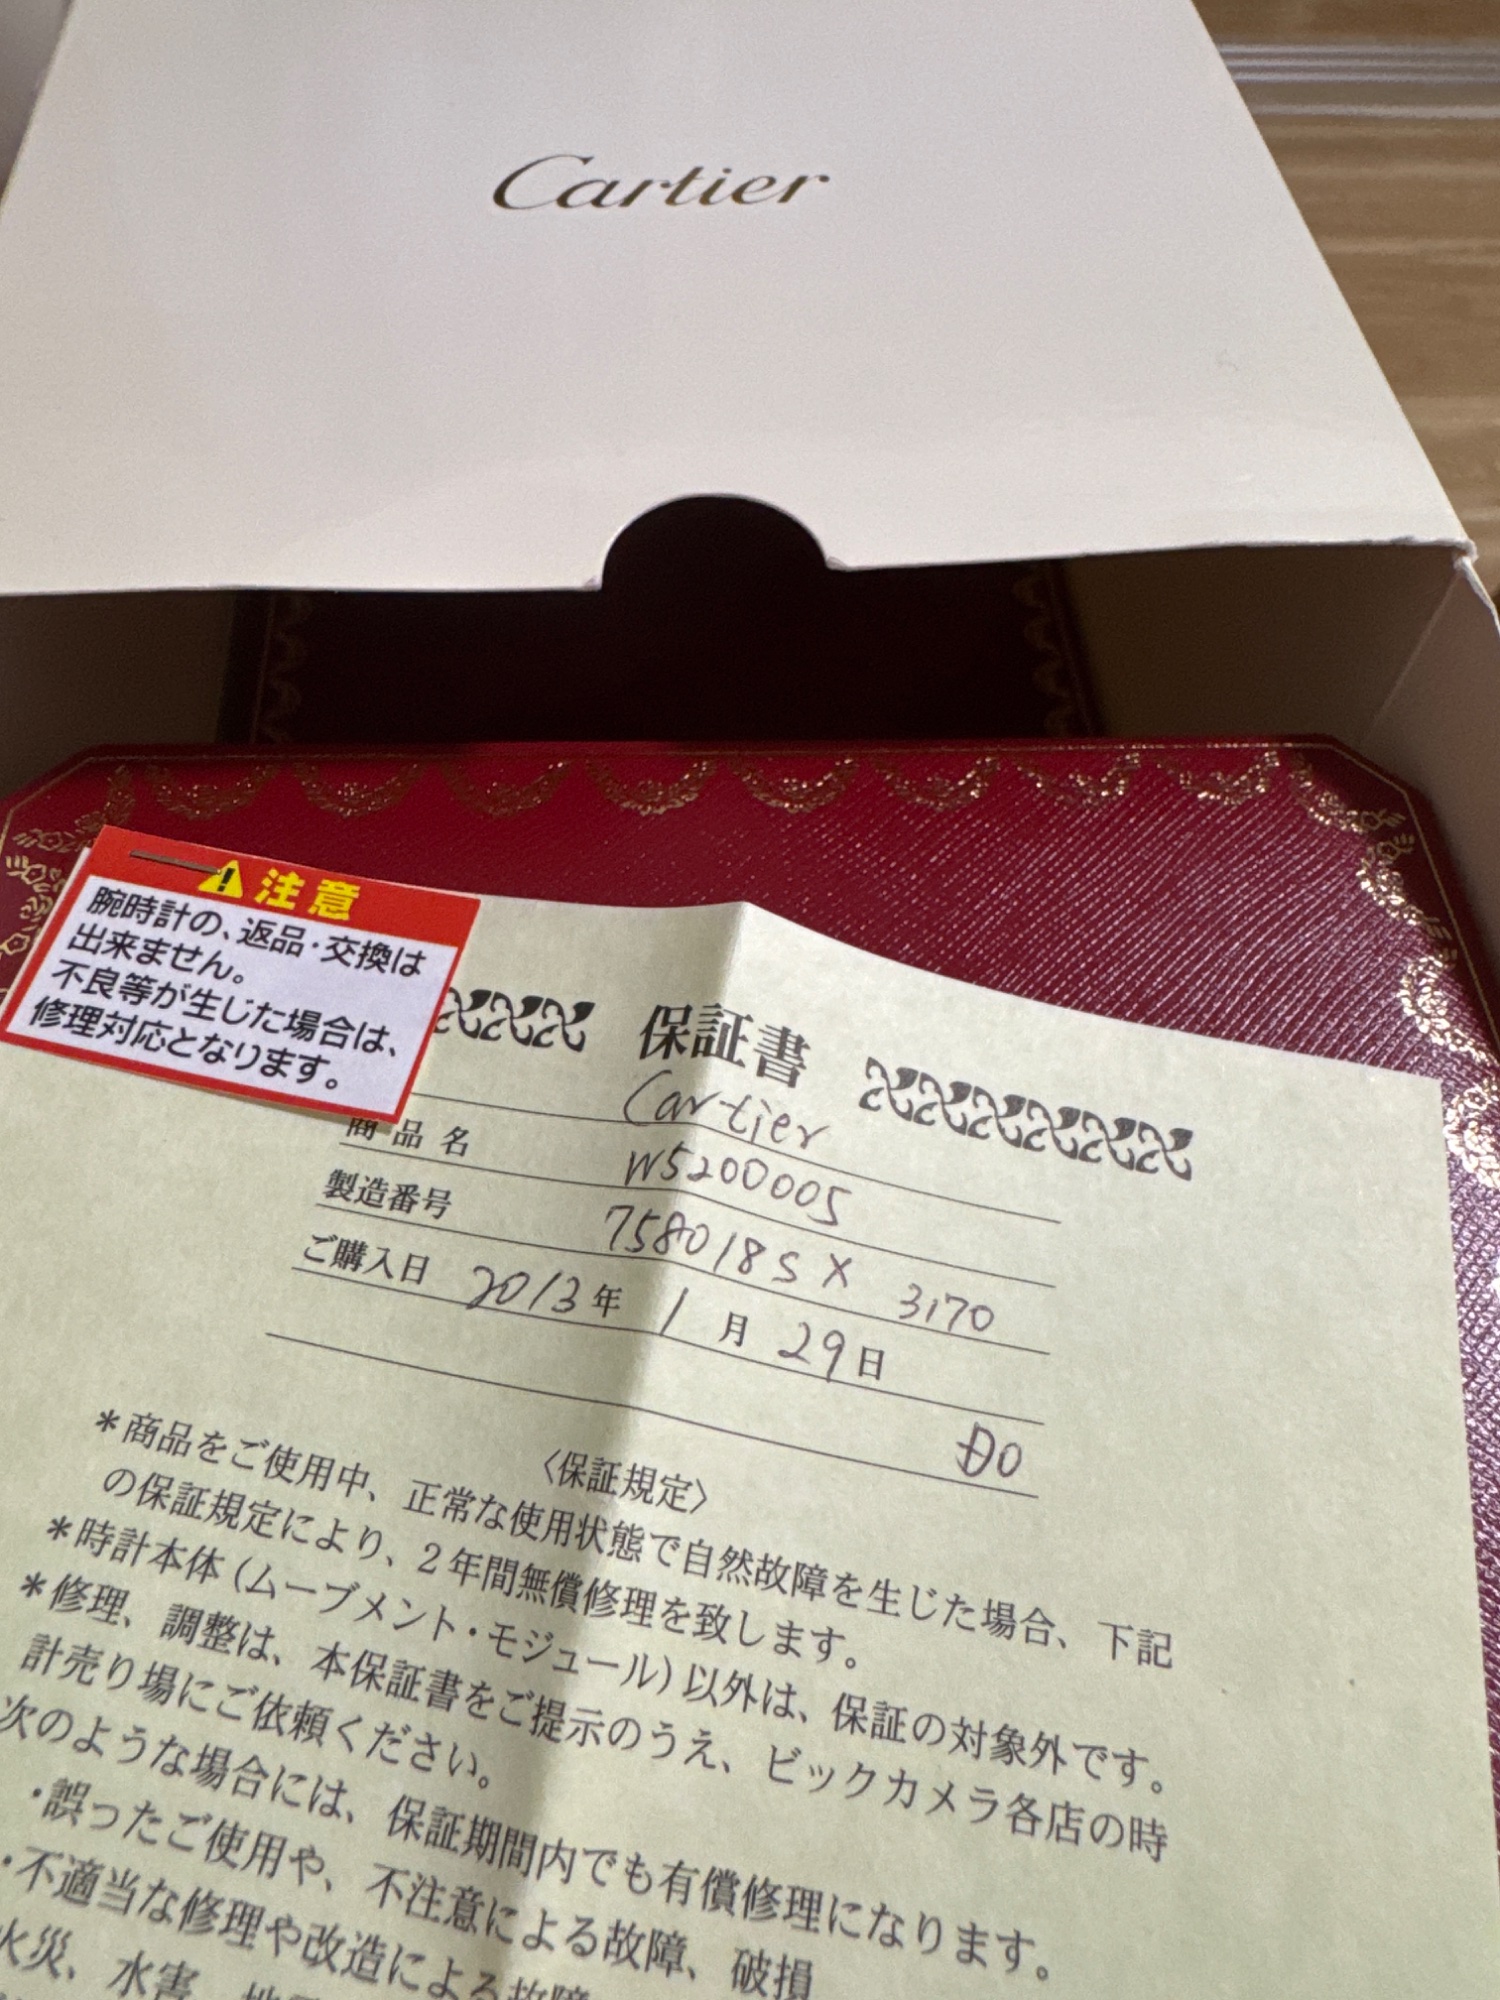 Cartier
注意
腕時計の、返品・交換は
出来ません。
不良等が生じた場合は、
修理対応となります。
保証書
Cartier
商品名 W5200005
製造番号 758018SX 3170
ご購入日 2013年 1月 29日
〈保証規定〉
＊商品をご使用中、正常な使用状態で自然故障を生じた場合、下記
の保証規定により、2年間無償修理を致します。
＊時計本体(ムーブメント・モジュール)以外は、保証の対象外です。
＊修理、調整は、本保証書をご提示のうえ、ビックカメラ各店の時
計売り場にご依頼ください。
次のような場合には、保証期間内でも有償修理になります。
・誤ったご使用や、不注意による故障、破損
・不適当な修理や改造による故障
火災、水害、地